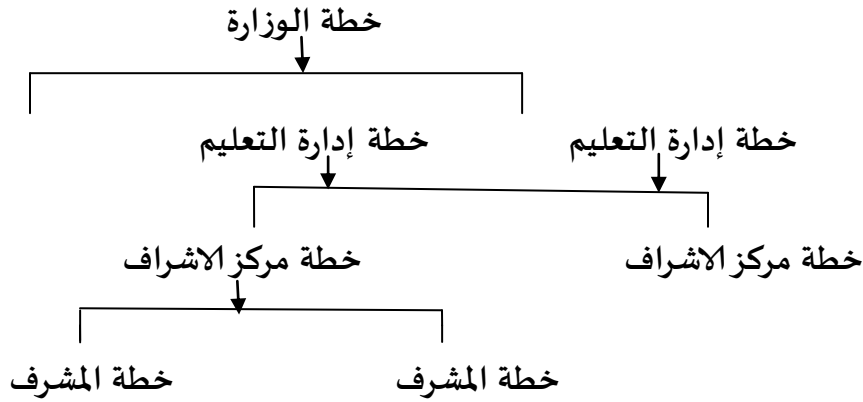 خطة الوزارة
خطة إدارة التعليم
خطة إدارة التعليم
خطة مركز الاشراف
خطة مركز الاشراف
خطة المشرف
خطة المشرف